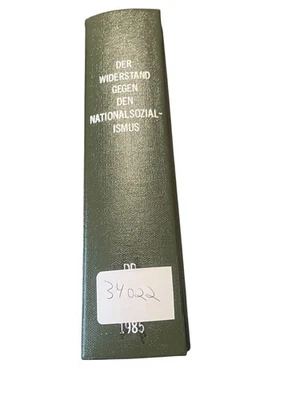 DER
WIDERSTAND
GEGEN
DEN
NATIONALSOZIAL-
ISMUS
34022
1985